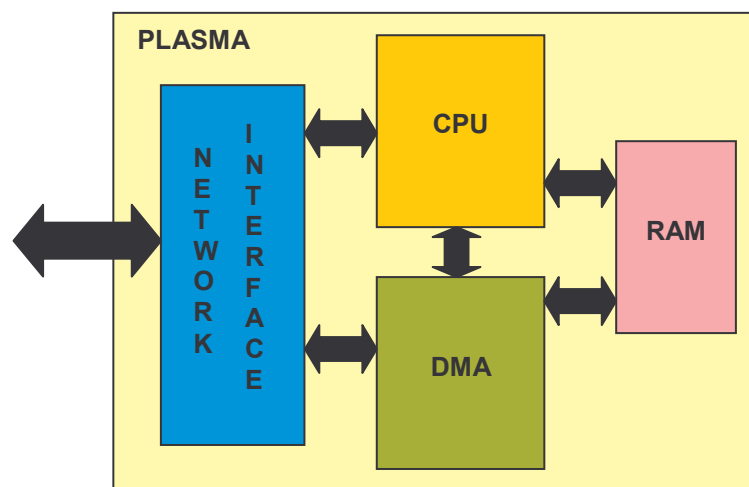 PLASMA
NETWORK
INTERFACE
CPU
RAM
DMA